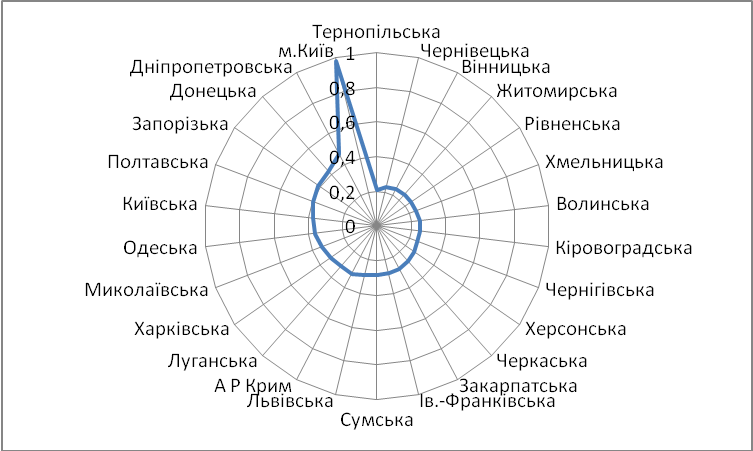 Тернопільська
Чернівецька
Вінницька
Житомирська
Рівненська
Хмельницька
Волинська
Кіровоградська
Чернігівська
Херсонська
Черкаська
Закарпатська
Ів.-Франківська
Сумська
Львівська
А Р Крим
Луганська
Харківська
Миколаївська
Одеська
Київська
Полтавська
Запорізька
Донецька
Дніпропетровська
м.Київ
1
0,8
0,6
0,4
0,2
0